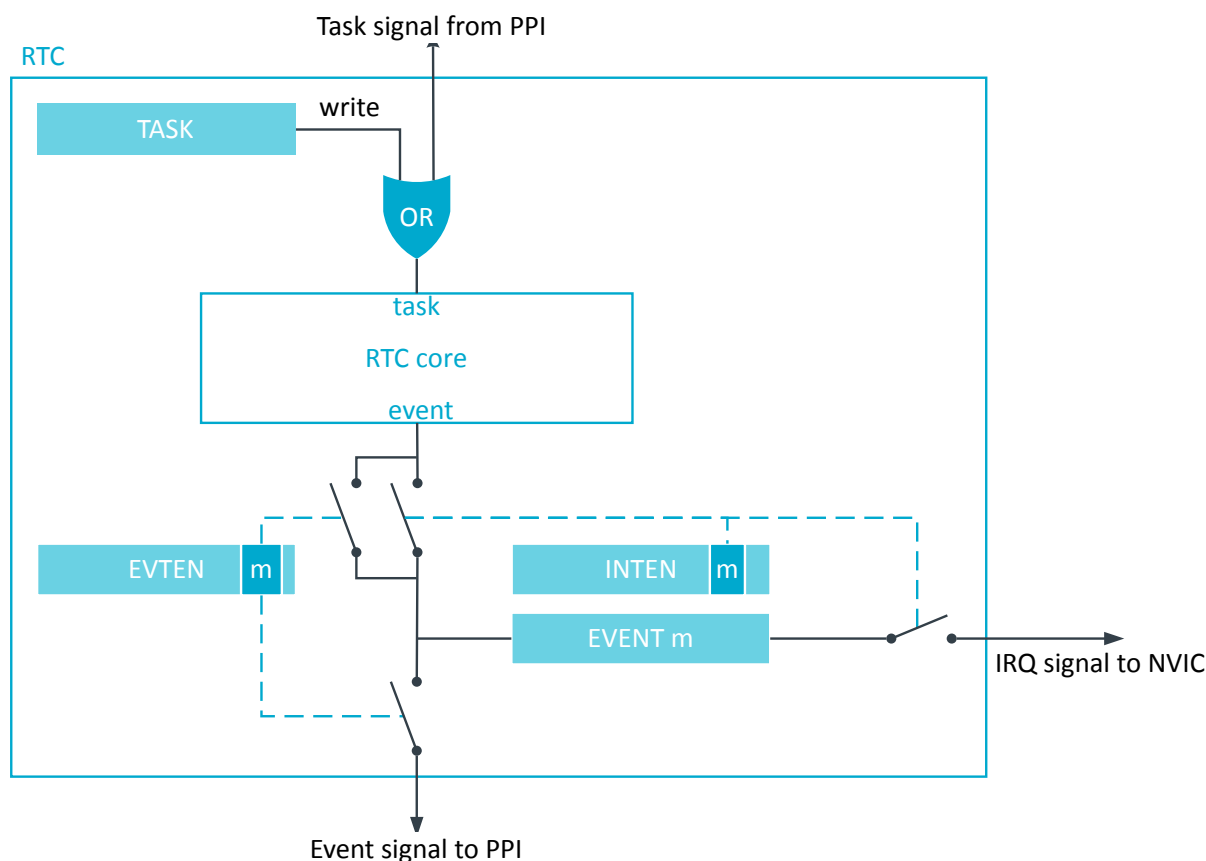 Task signal from PPI
RTC
write
TASK
OR
task
RTC core
event
EVTEN m
INTEN m
EVENT m
IRQ signal to NVIC
Event signal to PPI